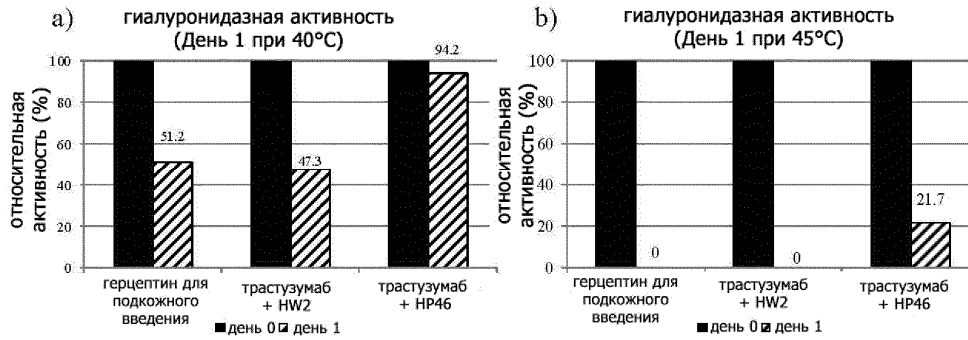 a)
гиалуронидазная активность
(День 1 при 40°C)
относительная
активность (%)
100
80
60
40
20
0
51.2
47.3
94.2
герцептин для
подкожного
введения
трастузумаб
+ HW2
трастузумаб
+ HP46
день 0 день 1
b)
гиалуронидазная активность
(День 1 при 45°C)
относительная
активность (%)
100
80
60
40
20
0
0
0
21.7
герцептин для
подкожного
введения
трастузумаб
+ HW2
трастузумаб
+ HP46
день 0 день 1